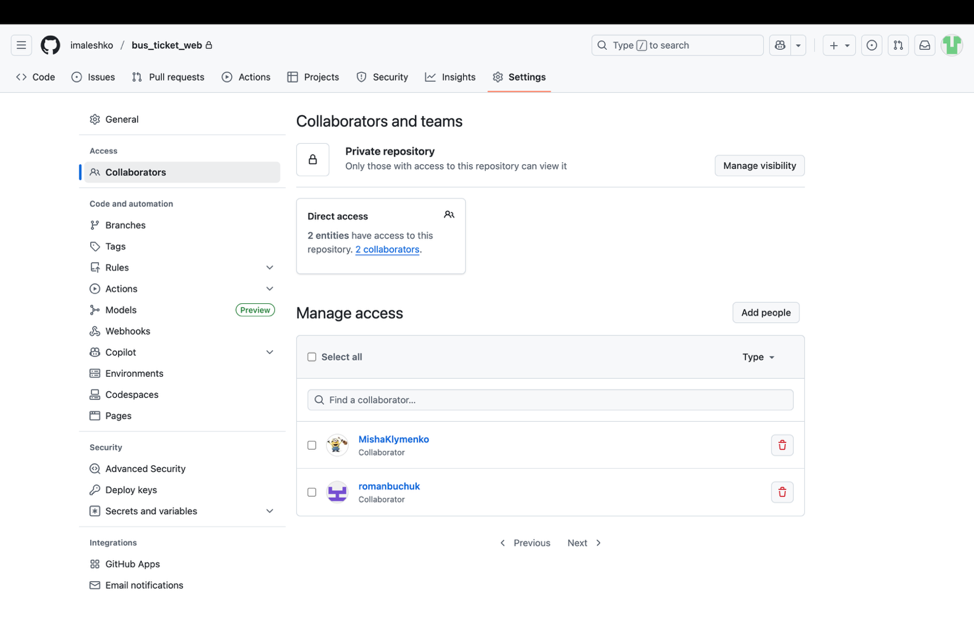 imaleshko / bus_ticket_web
Type / to search
Code
Issues
Pull requests
Actions
Projects
Security
Insights
Settings
General
Access
Collaborators
Code and automation
Branches
Tags
Rules
Actions
Models Preview
Webhooks
Copilot
Environments
Codespaces
Pages
Security
Advanced Security
Deploy keys
Secrets and variables
Integrations
GitHub Apps
Email notifications
Collaborators and teams
Private repository
Only those with access to this repository can view it
Manage visibility
Direct access
2 entities have access to this
repository. 2 collaborators.
Manage access
Add people
Select all
Type
Find a collaborator...
MishaKlymenko
Collaborator
romanbuchuk
Collaborator
Previous
Next